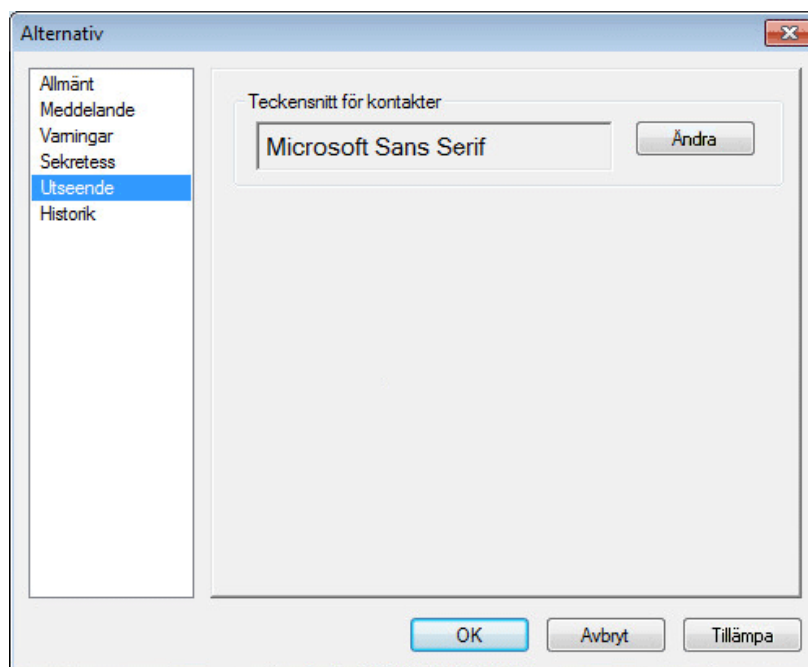 Alternativ
Allmänt
Meddelande
Varningar
Sekretess
Utseende
Historik
Teckensnitt för kontakter
Microsoft Sans Serif
Ändra
OK
Avbryt
Tillämpa